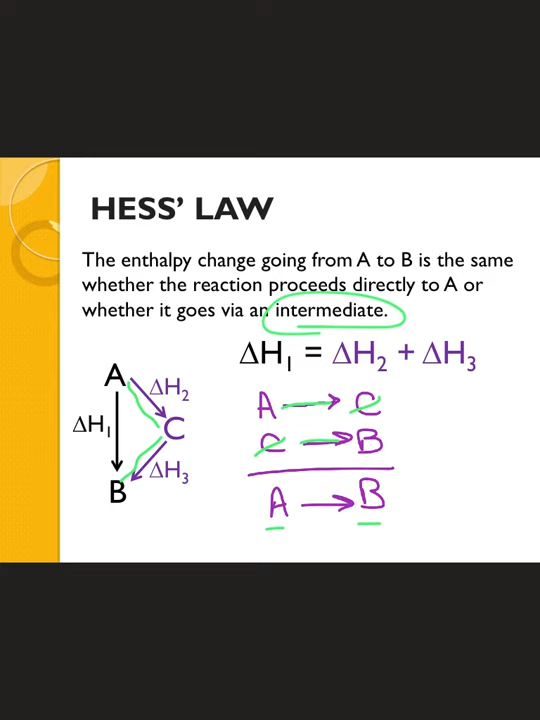 HESS' LAW
The enthalpy change going from A to B is the same
whether the reaction proceeds directly to A or
whether it goes via an intermediate.
ΔH₁ = ΔH₂ + ΔH₃
A
ΔH₂
ΔH₁
C
ΔH₃
B
A → C
C → B
A → B